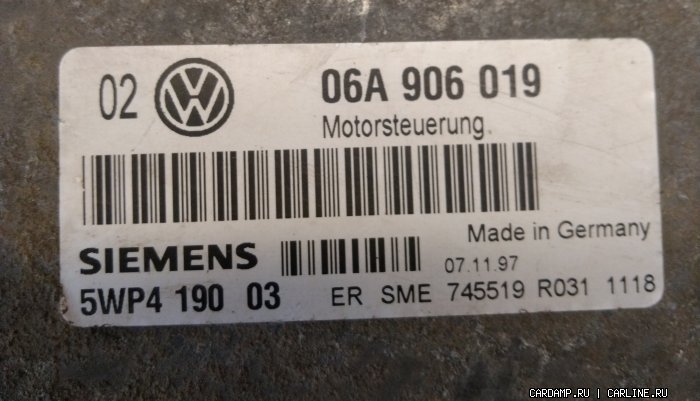 02 VW 06A 906 019
Motorsteuerung
Made in Germany
SIEMENS 07.11.97
5WP4 190 03 ER SME 745519 R031 1118
CARDAMP.RU | CARLINE.RU